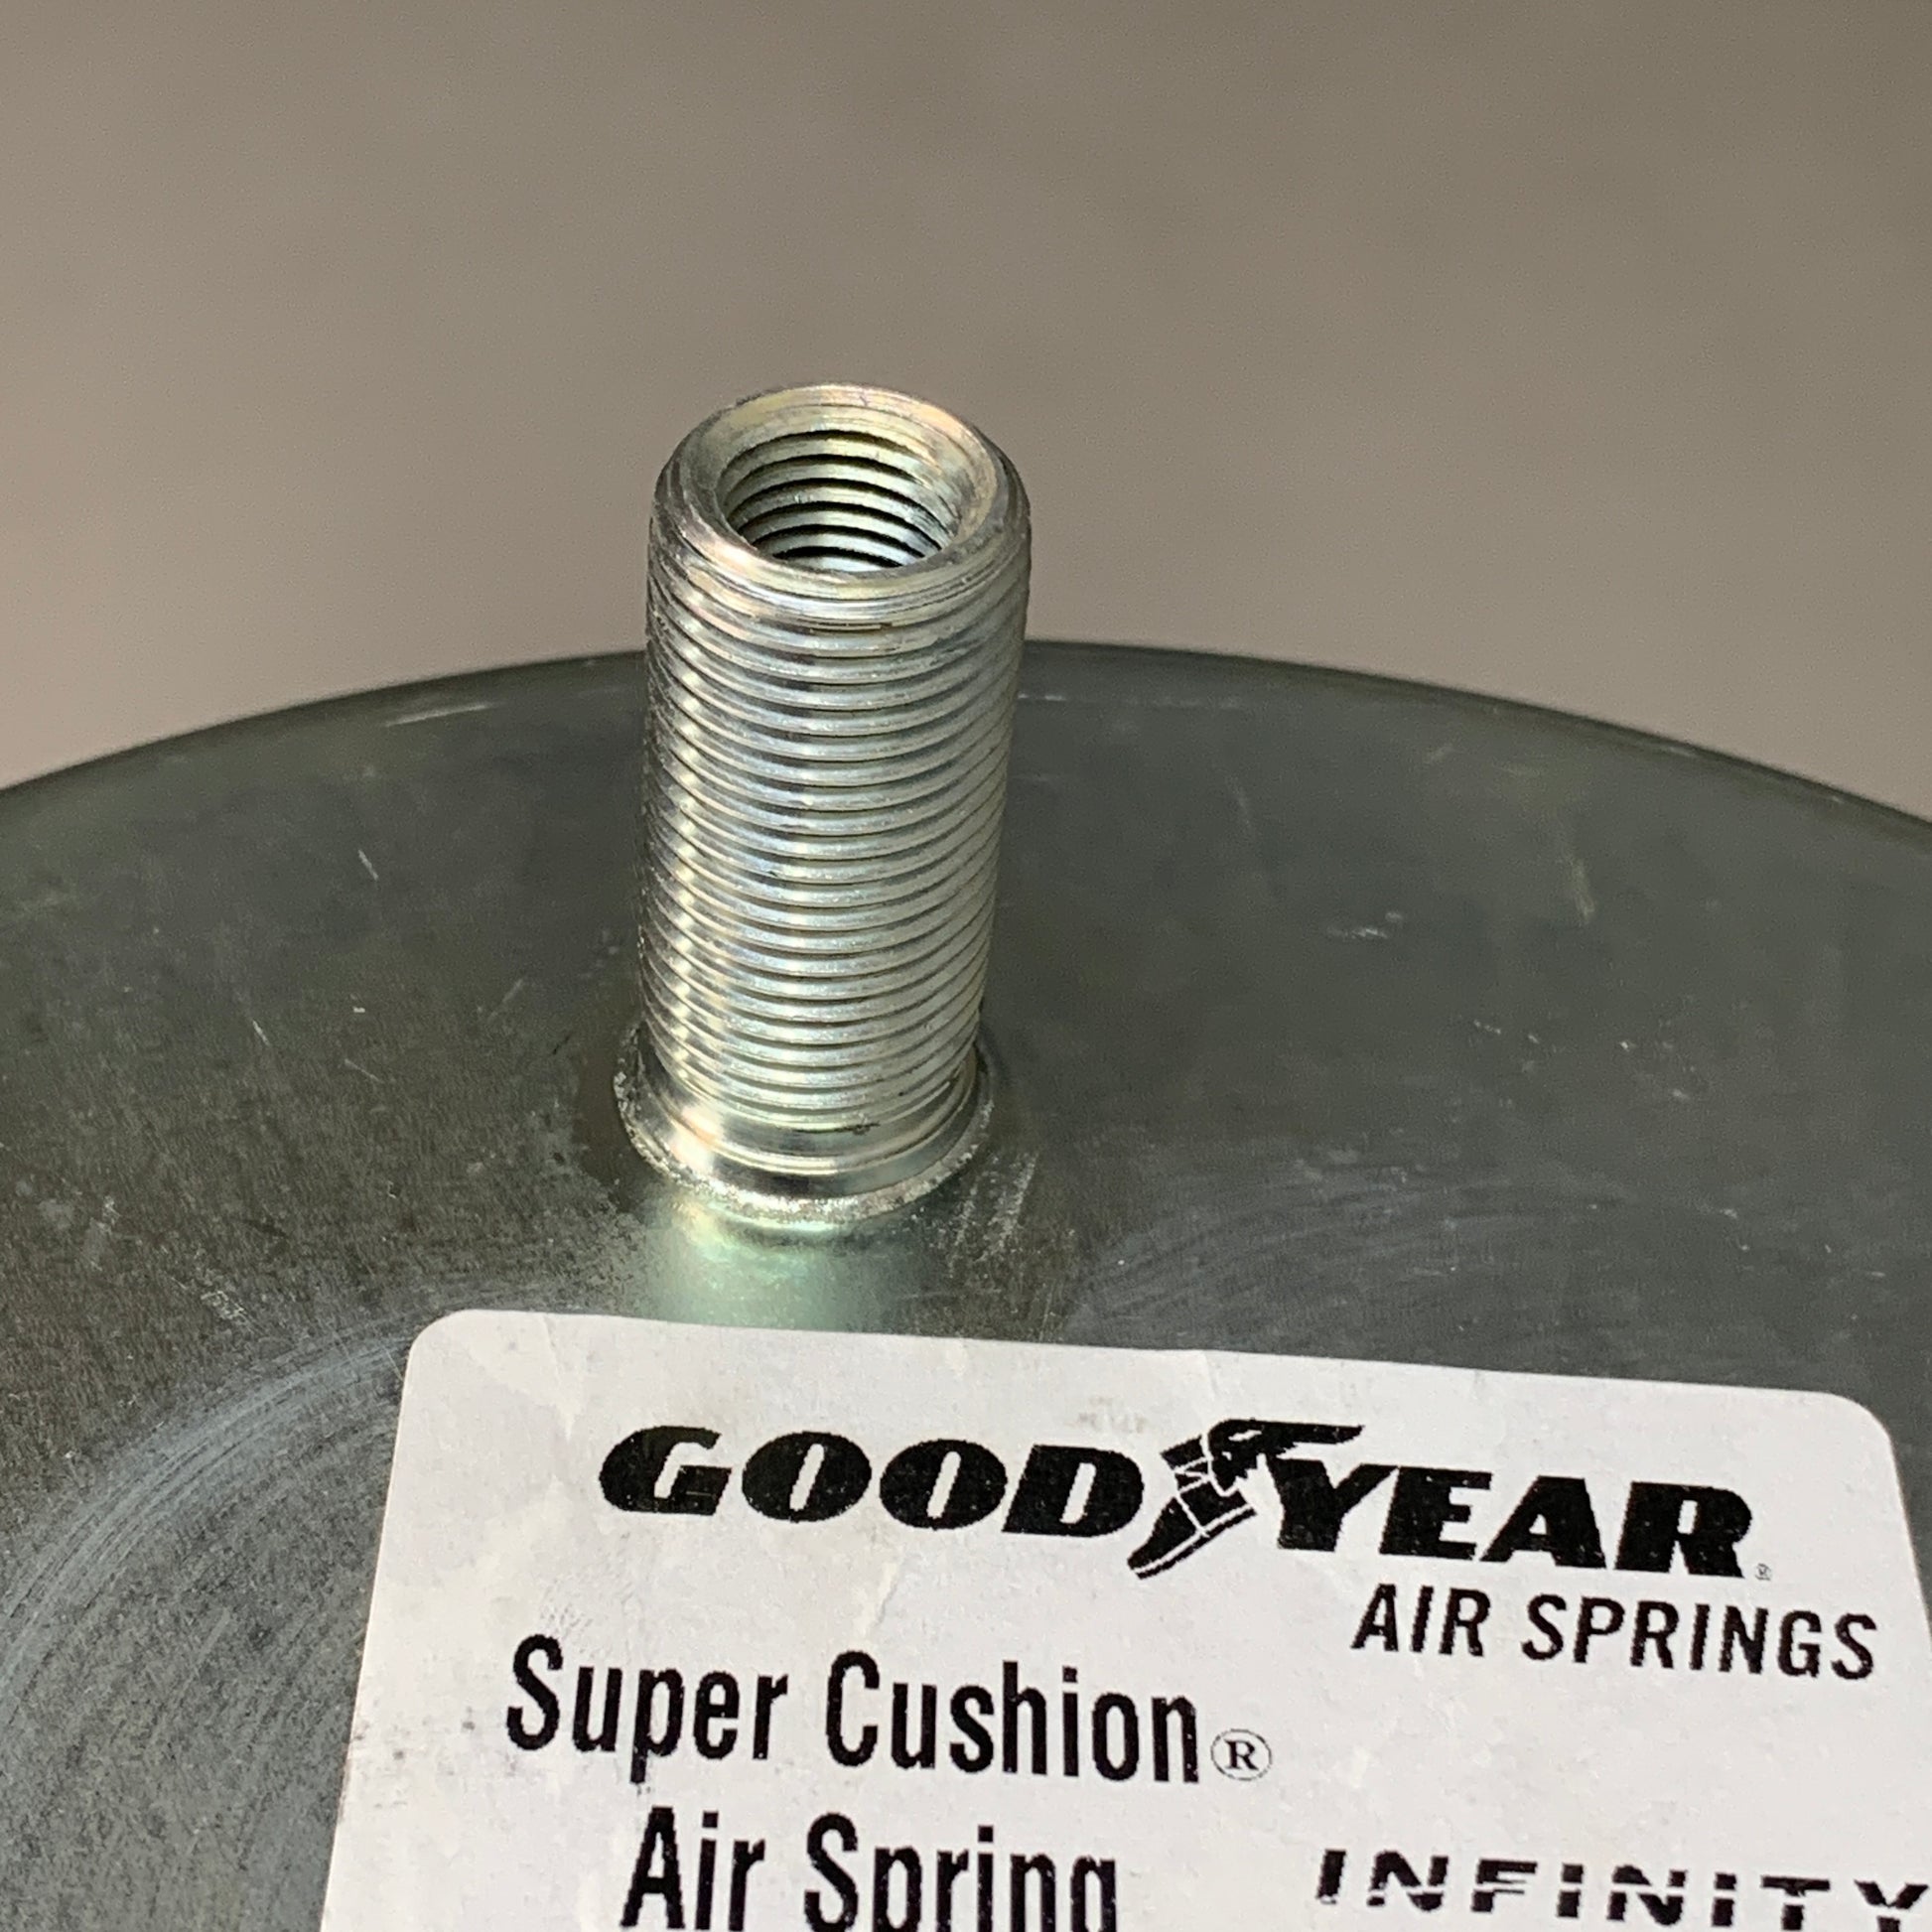 GOODYEAR®
AIR SPRINGS
Super Cushion®
Air Spring
INFINITY